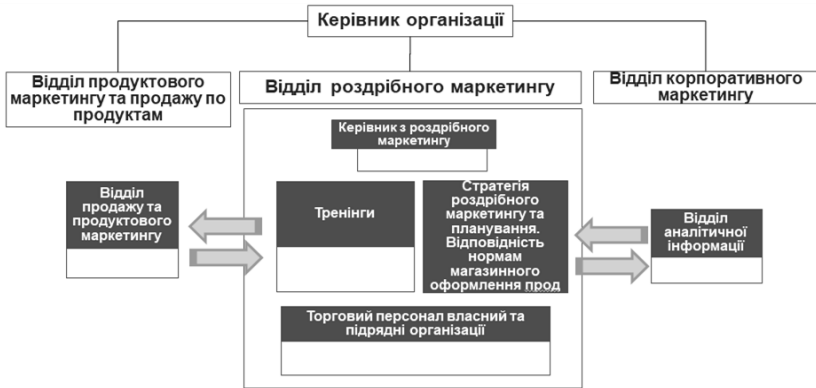 Керівник організації
Відділ продуктового
маркетингу та продажу по
продуктам
Відділ роздрібного маркетингу
Відділ корпоративного
маркетингу
Керівник з роздрібного
маркетингу
Відділ
продажу та
продуктового
маркетингу
Тренінги
Стратегія
роздрібного
маркетингу та
планування.
Відповідність
нормам
магазинного
оформлення прод
Відділ
аналітичної
інформації
Торговий персонал власний та
підрядні організації